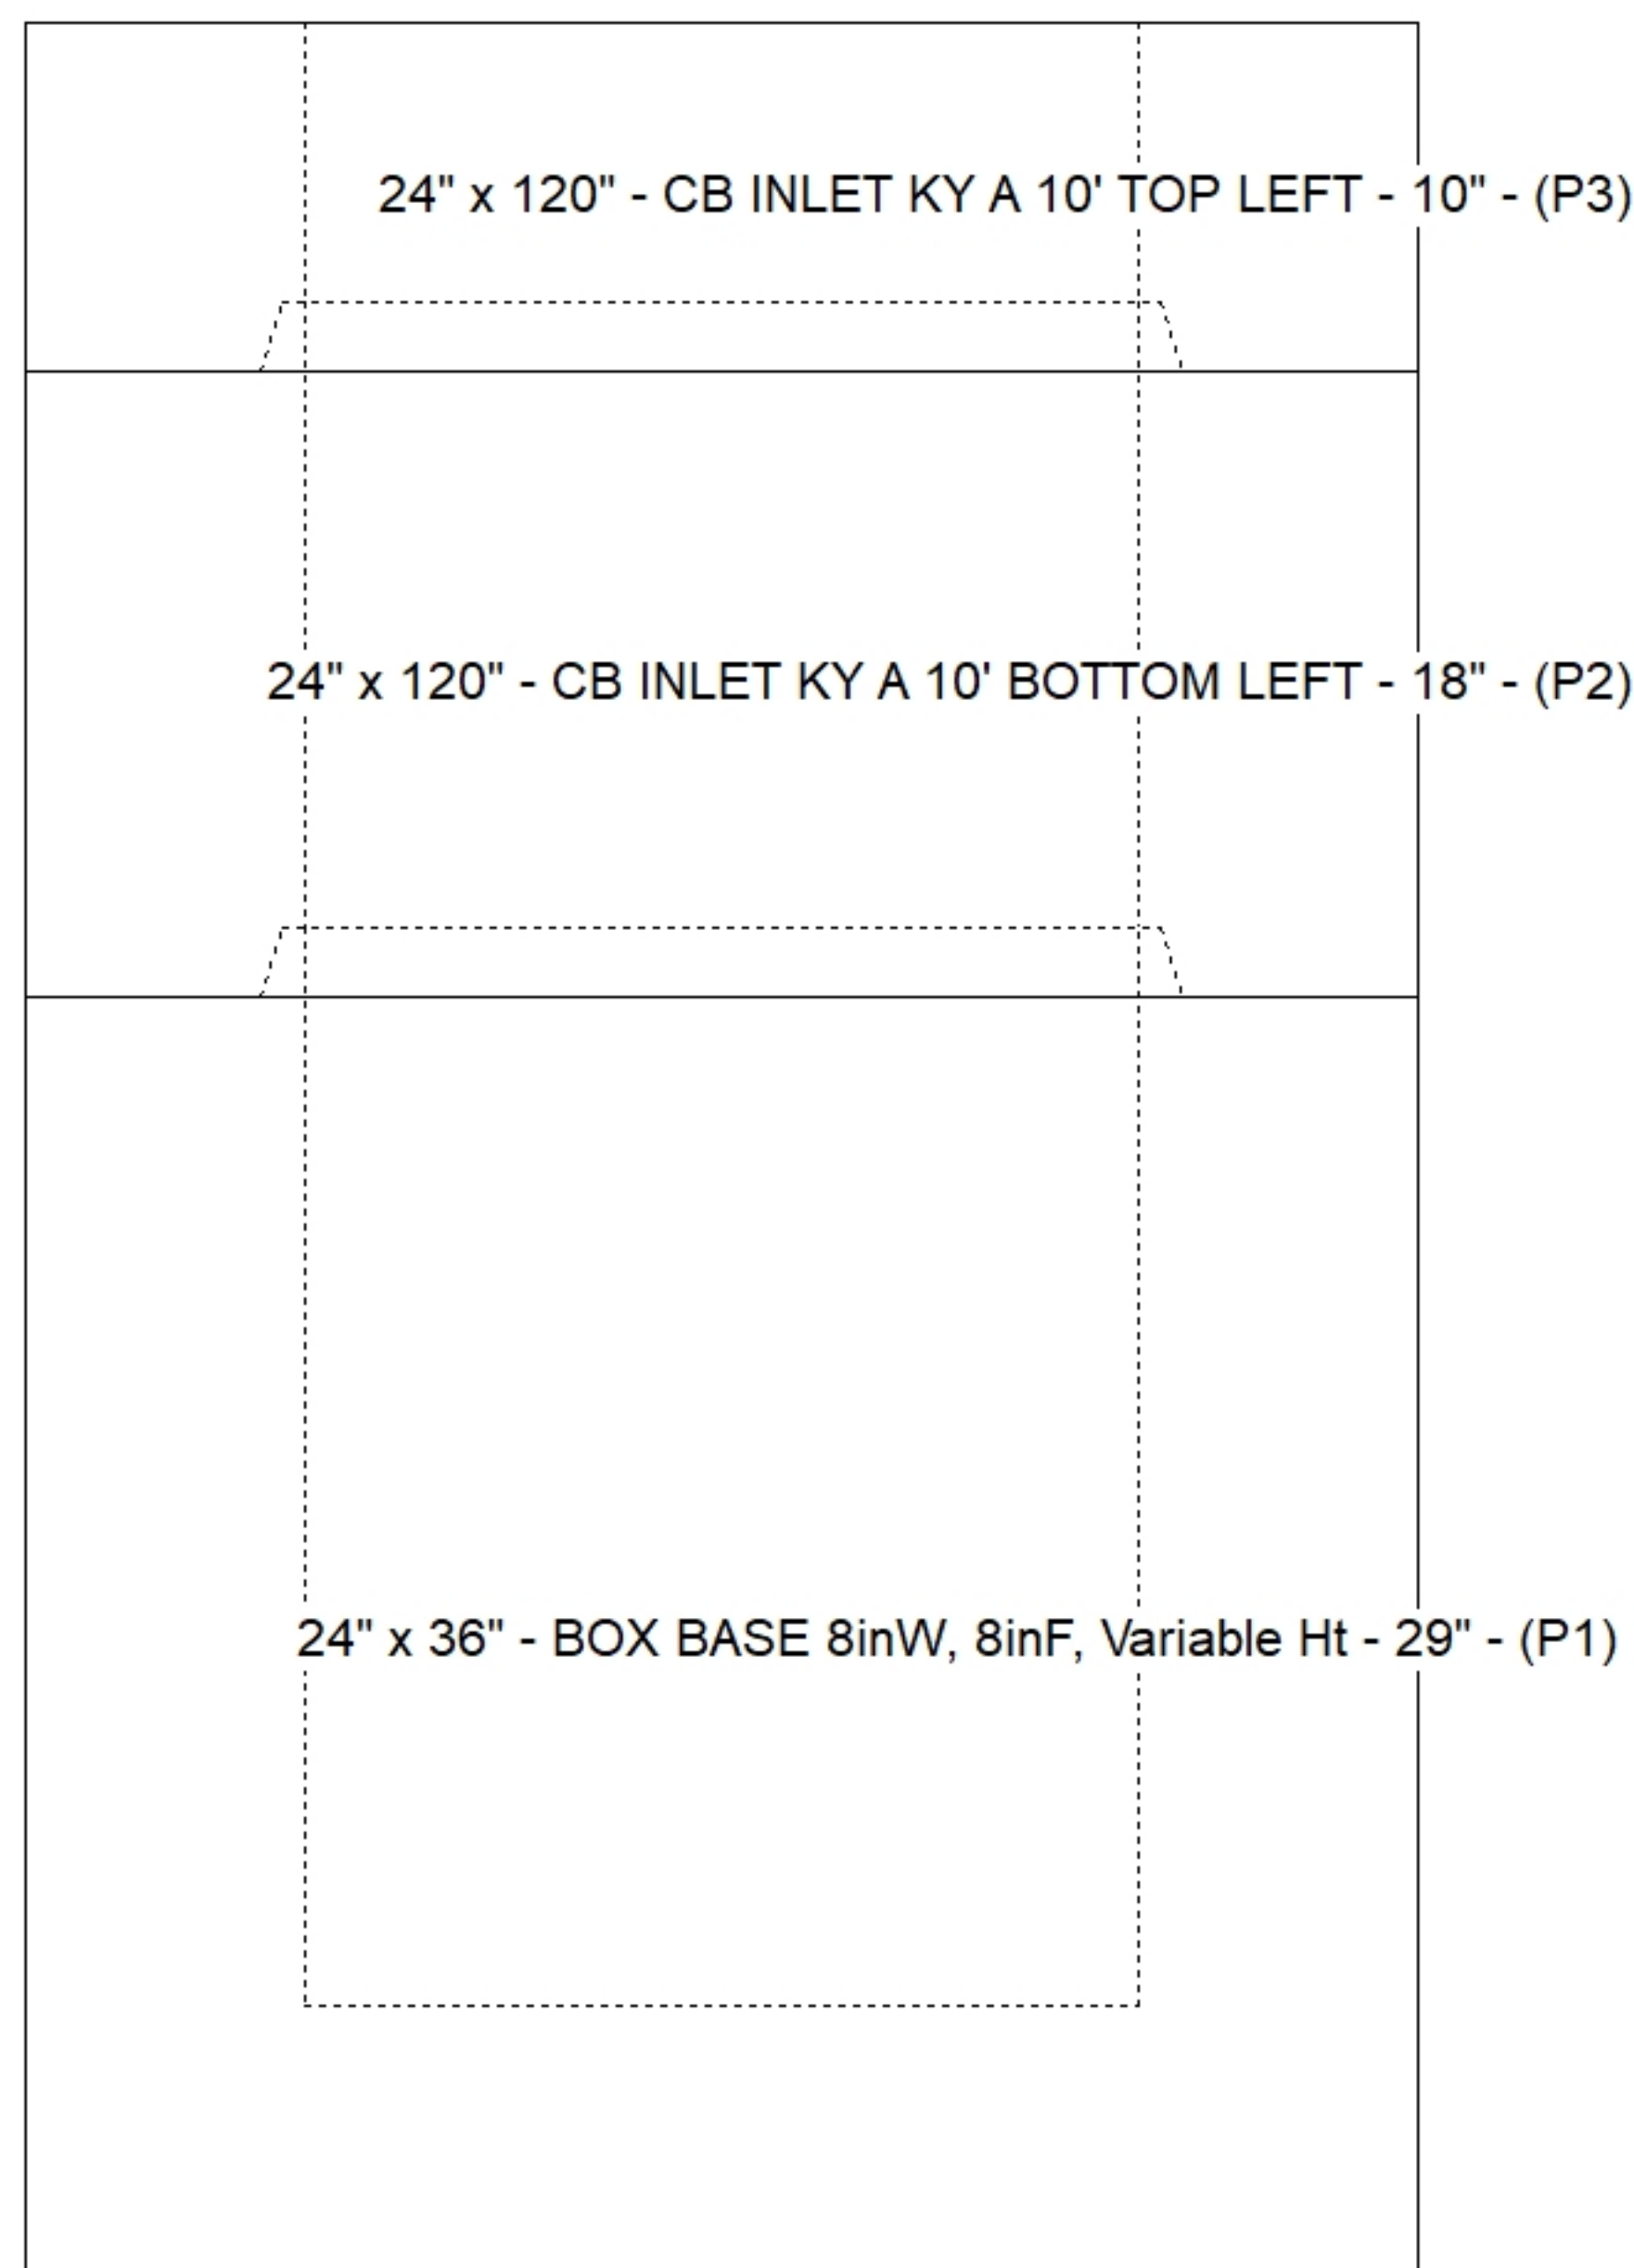 24" x 120" - CB INLET KY A 10' TOP LEFT - 10" - (P3)
24" x 120" - CB INLET KY A 10' BOTTOM LEFT - 18" - (P2)
24" x 36" - BOX BASE 8inW, 8inF, Variable Ht - 29" - (P1)